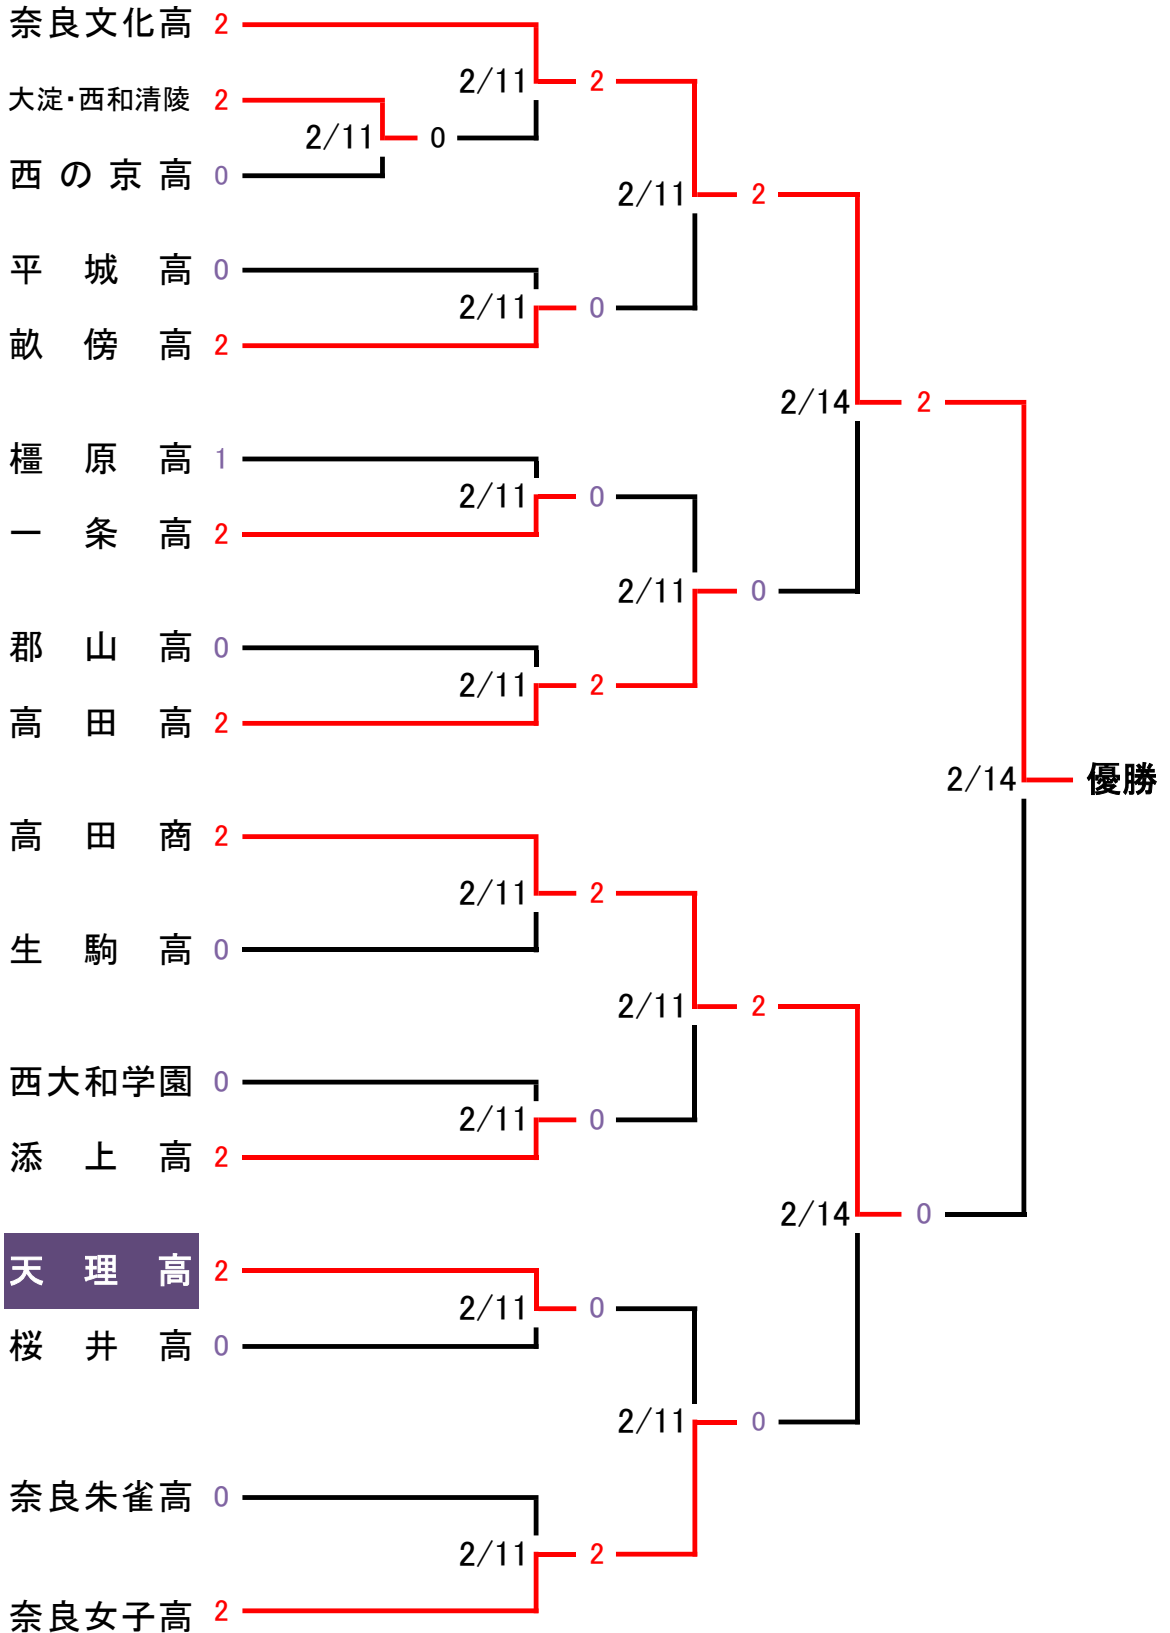 奈良文化高 2
2/11 2
大淀・西和清陵 2
2/11 0
西の京高 0
2/11 2
平城高 0
2/11 0
畝傍高 2
2/14 2
橿原高 1
2/11 0
一条高 2
2/11 0
郡山高 0
2/11 2
高田高 2
2/14 優勝
高田商 2
2/11 2
生駒高 0
2/11 2
西大和学園 0
2/11 0
添上高 2
2/14 0
天理高 2
2/11 0
桜井高 0
2/11 0
奈良朱雀高 0
2/11 2
奈良女子高 2